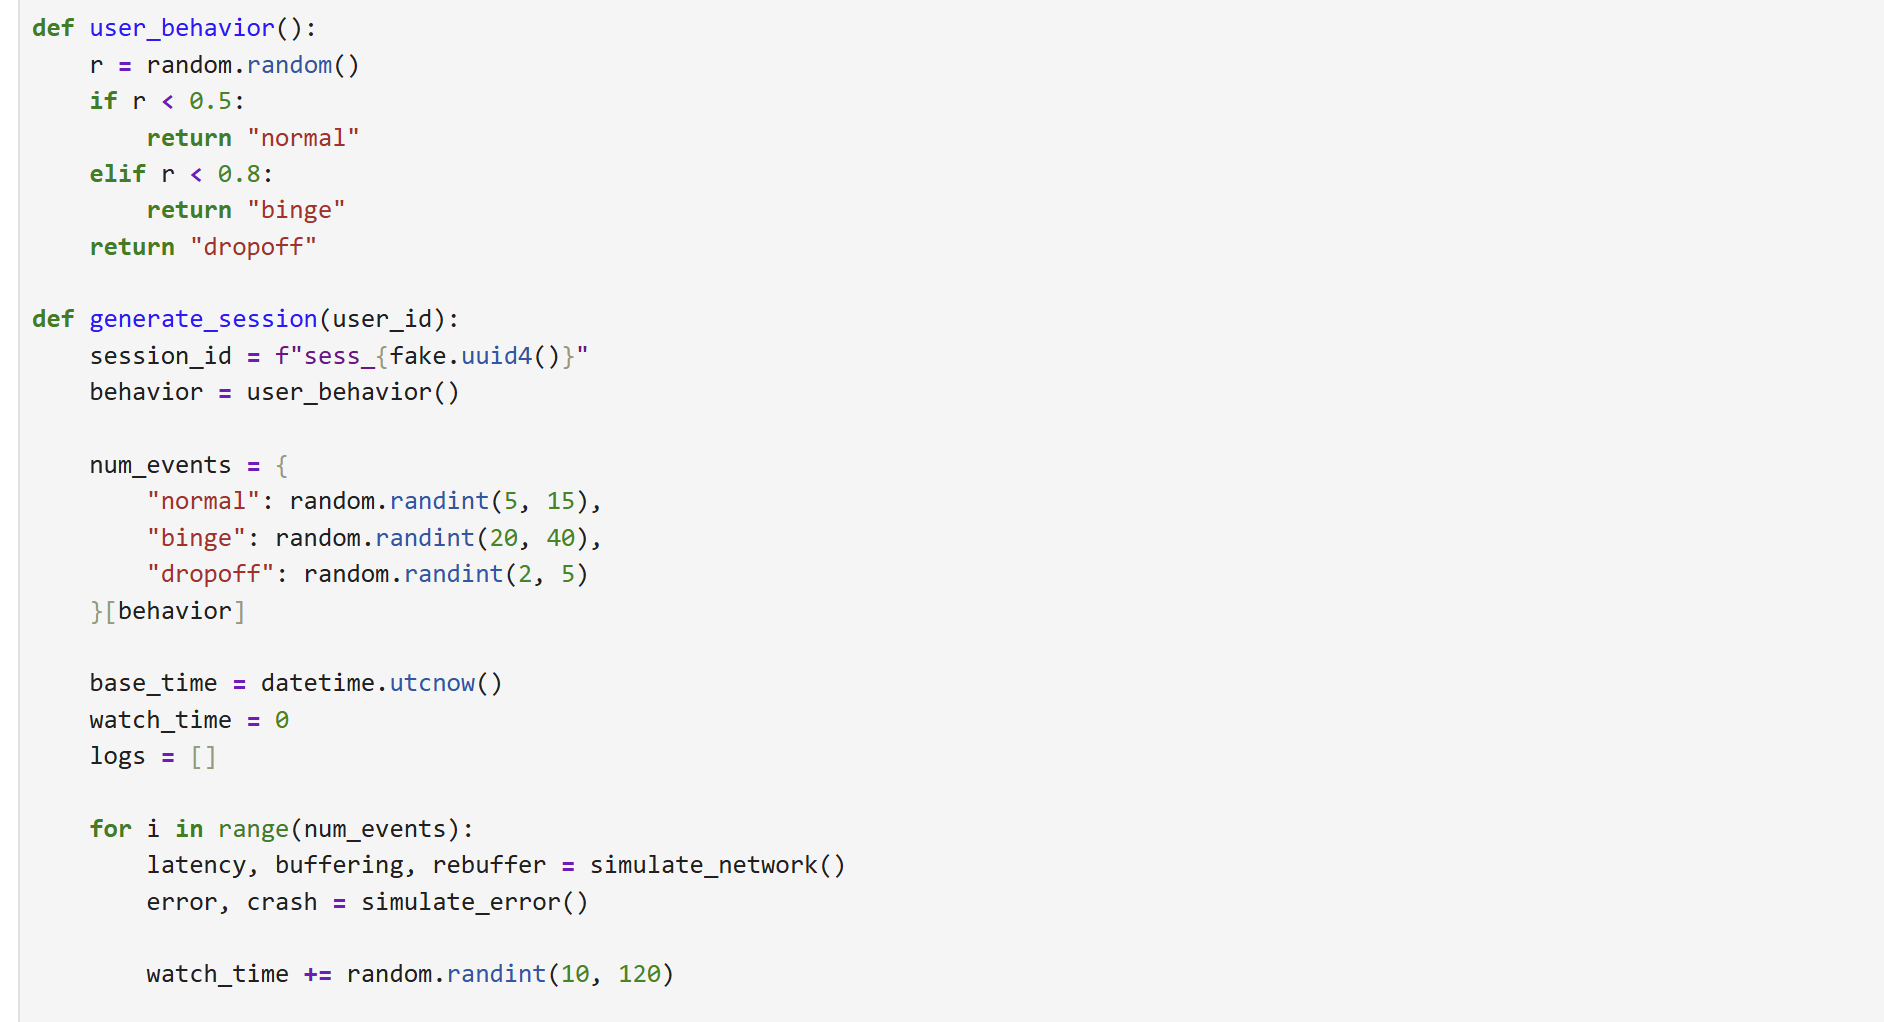 def user_behavior():
    r = random.random()
    if r < 0.5:
        return "normal"
    elif r < 0.8:
        return "binge"
    return "dropoff"

def generate_session(user_id):
    session_id = f"sess_{fake.uuid4()}"
    behavior = user_behavior()

    num_events = {
        "normal": random.randint(5, 15),
        "binge": random.randint(20, 40),
        "dropoff": random.randint(2, 5)
    }[behavior]

    base_time = datetime.utcnow()
    watch_time = 0
    logs = []

    for i in range(num_events):
        latency, buffering, rebuffer = simulate_network()
        error, crash = simulate_error()

        watch_time += random.randint(10, 120)